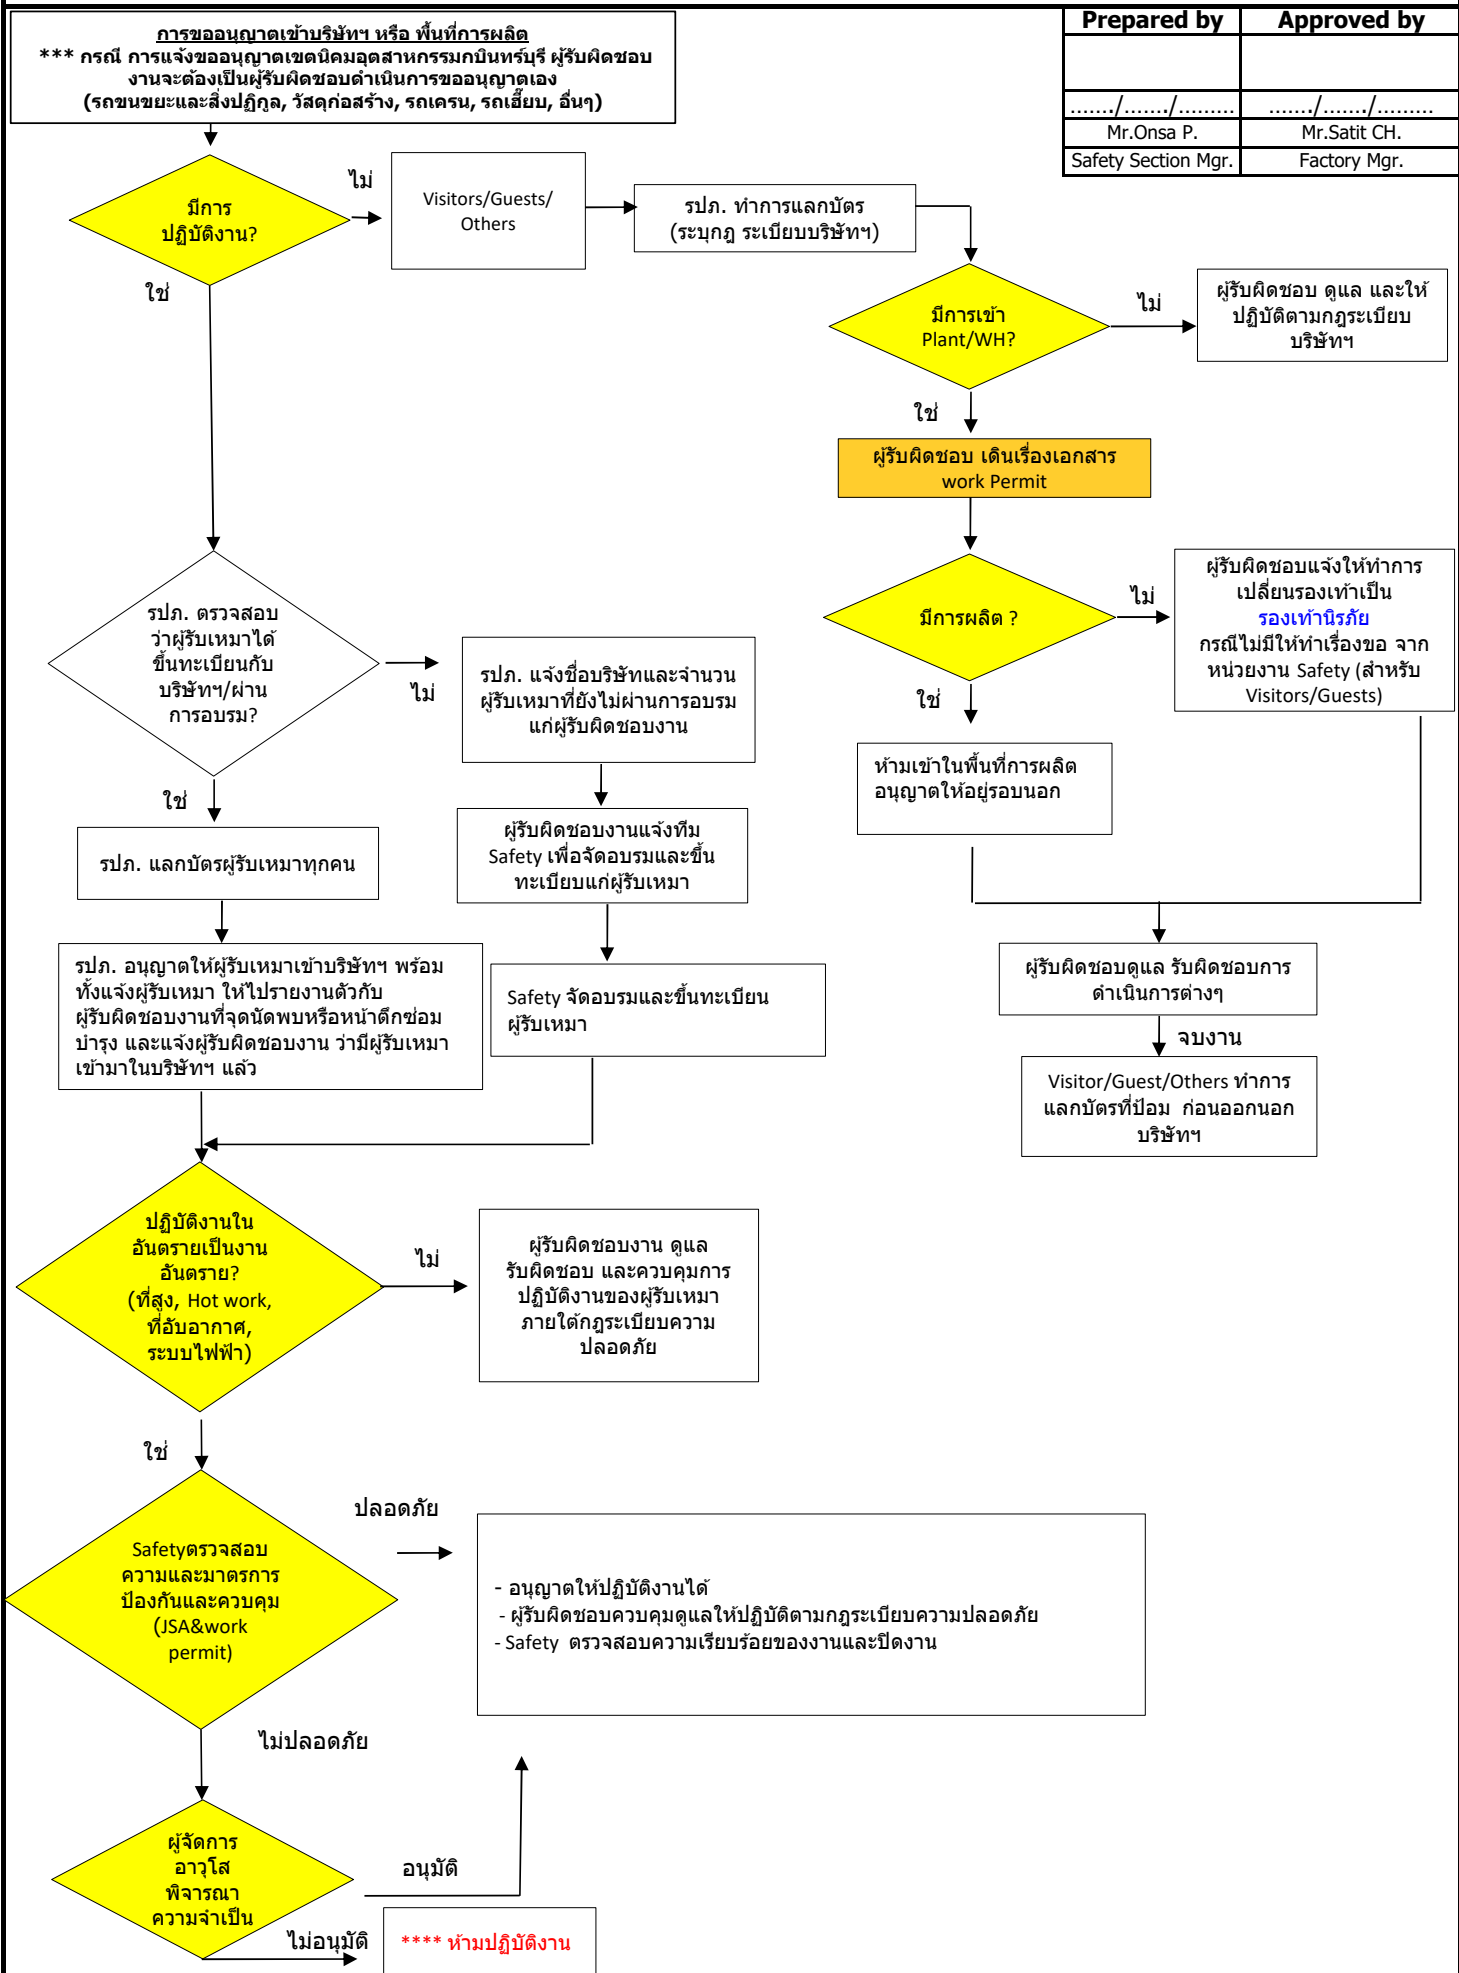 การขออนุญาตเข้าบริษัทฯ หรือ พื้นที่การผลิต
*** กรณี การแจ้งขออนุญาตเขตนิคมอุตสาหกรรมกบินทร์บุรี ผู้รับผิดชอบ
งานจะต้องเป็นผู้รับผิดชอบดำเนินการขออนุญาตเอง
(รถขนขยะและสิ่งปฏิกูล, วัสดุก่อสร้าง, รถเครน, รถเฮี๊ยบ, อื่นๆ)
Prepared by
Approved by
......./......./.........
......./......./.........
Mr.Onsa P.
Mr.Satit CH.
Safety Section Mgr.
Factory Mgr.
มีการ
ปฏิบัติงาน?
ไม่
Visitors/Guests/
Others
รปภ. ทำการแลกบัตร
(ระบุกฎ ระเบียบบริษัทฯ)
ใช่
มีการเข้า
Plant/WH?
ไม่
ผู้รับผิดชอบ ดูแล และให้
ปฏิบัติตามกฎระเบียบ
บริษัทฯ
ใช่
ผู้รับผิดชอบ เดินเรื่องเอกสาร
work Permit
มีการผลิต ?
ไม่
ผู้รับผิดชอบแจ้งให้ทำการ
เปลี่ยนรองเท้าเป็น
รองเท้านิรภัย
กรณีไม่มีให้ทำเรื่องขอ จาก
หน่วยงาน Safety (สำหรับ
Visitors/Guests)
ใช่
ห้ามเข้าในพื้นที่การผลิต
อนุญาตให้อยู่รอบนอก
รปภ. ตรวจสอบ
ว่าผู้รับเหมาได้
ขึ้นทะเบียนกับ
บริษัทฯ/ผ่าน
การอบรม?
ไม่
รปภ. แจ้งชื่อบริษัทและจำนวน
ผู้รับเหมาที่ยังไม่ผ่านการอบรม
แก่ผู้รับผิดชอบงาน
ใช่
รปภ. แลกบัตรผู้รับเหมาทุกคน
ผู้รับผิดชอบงานแจ้งทีม
Safety เพื่อจัดอบรมและขึ้น
ทะเบียบแก่ผู้รับเหมา
รปภ. อนุญาตให้ผู้รับเหมาเข้าบริษัทฯ พร้อม
ทั้งแจ้งผู้รับเหมา ให้ไปรายงานตัวกับ
ผู้รับผิดชอบงานที่จุดนัดพบหรือหน้าตึกซ่อม
บำรุง และแจ้งผู้รับผิดชอบงาน ว่ามีผู้รับเหมา
เข้ามาในบริษัทฯ แล้ว
Safety จัดอบรมและขึ้นทะเบียน
ผู้รับเหมา
ผู้รับผิดชอบดูแล รับผิดชอบการ
ดำเนินการต่างๆ
จบงาน
Visitor/Guest/Others ทำการ
แลกบัตรที่ป้อม ก่อนออกนอก
บริษัทฯ
ปฏิบัติงานใน
อันตรายเป็นงาน
อันตราย?
(ที่สูง, Hot work,
ที่อับอากาศ,
ระบบไฟฟ้า)
ไม่
ผู้รับผิดชอบงาน ดูแล
รับผิดชอบ และควบคุมการ
ปฏิบัติงานของผู้รับเหมา
ภายใต้กฎระเบียบความ
ปลอดภัย
ใช่
Safetyตรวจสอบ
ความและมาตรการ
ป้องกันและควบคุม
(JSA&work
permit)
ปลอดภัย
- อนุญาตให้ปฏิบัติงานได้
- ผู้รับผิดชอบควบคุมดูแลให้ปฏิบัติตามกฎระเบียบความปลอดภัย
- Safety ตรวจสอบความเรียบร้อยของงานและปิดงาน
ไม่ปลอดภัย
ผู้จัดการ
อาวุโส
พิจารณา
ความจำเป็น
อนุมัติ
ไม่อนุมัติ
**** ห้ามปฏิบัติงาน